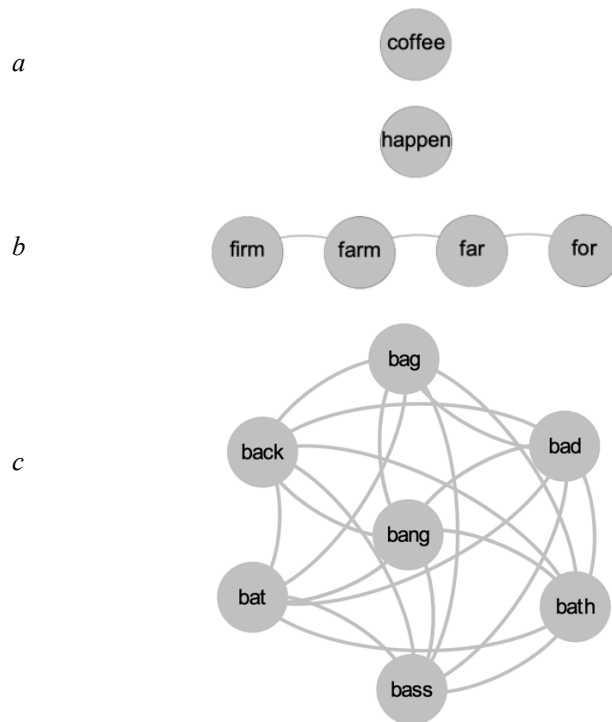 a
coffee
happen
b
firm farm far for
c
bag
back
bad
bang
bat
bath
bass